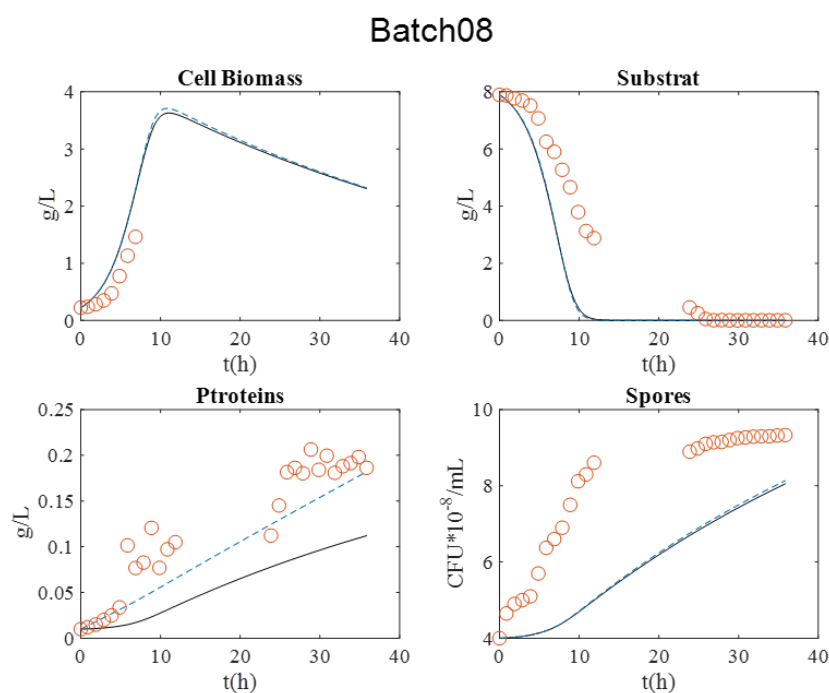 Batch08
Cell Biomass
4
3
2
1
0
g/L
0 10 20 30 40
t(h)
Substrat
8
6
4
2
0
g/L
0 10 20 30 40
t(h)
Ptroteins
0.25
0.2
0.15
0.1
0.05
0
g/L
0 10 20 30 40
t(h)
Spores
10
8
6
4
CFU*10^-8/mL
0 10 20 30 40
t(h)